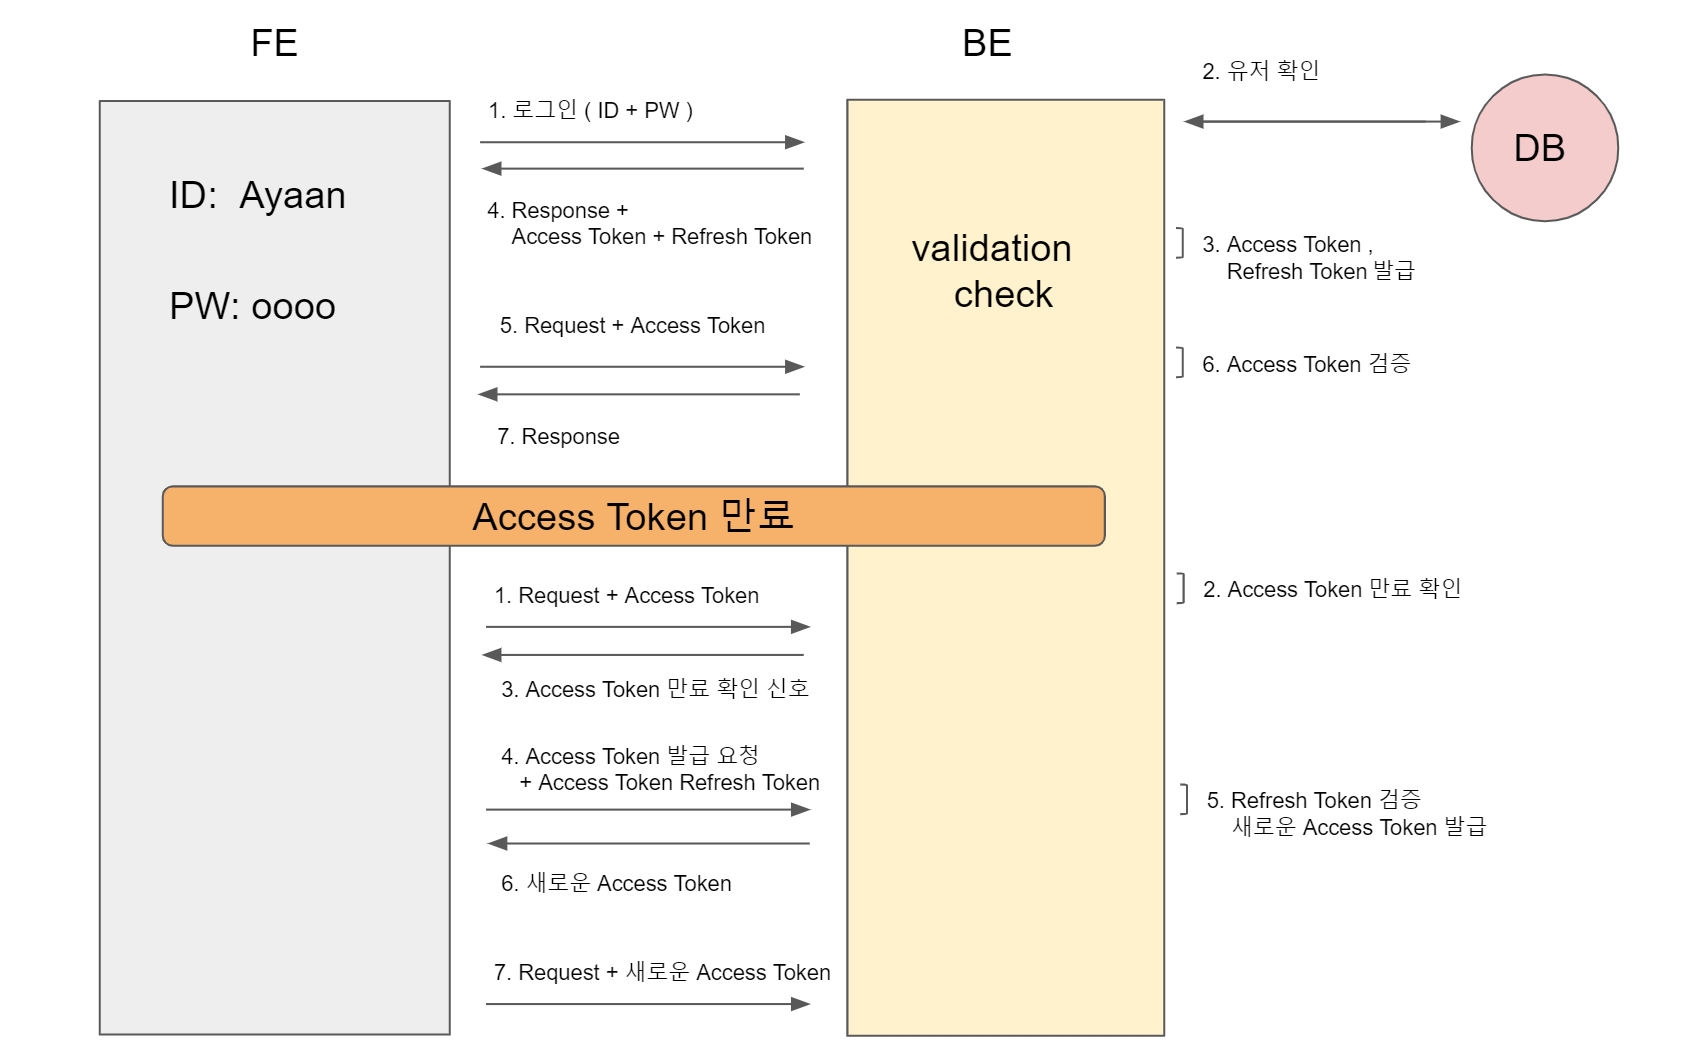 FE
BE
2. 유저 확인
1. 로그인 ( ID + PW )
DB
ID:  Ayaan
4. Response +
Access Token + Refresh Token
validation
check
3. Access Token ,
Refresh Token 발급
PW: oooo
5. Request + Access Token
6. Access Token 검증
7. Response
Access Token 만료
1. Request + Access Token
2. Access Token 만료 확인
3. Access Token 만료 확인 신호
4. Access Token 발급 요청
+ Access Token Refresh Token
5. Refresh Token 검증
새로운 Access Token 발급
6. 새로운 Access Token
7. Request + 새로운 Access Token